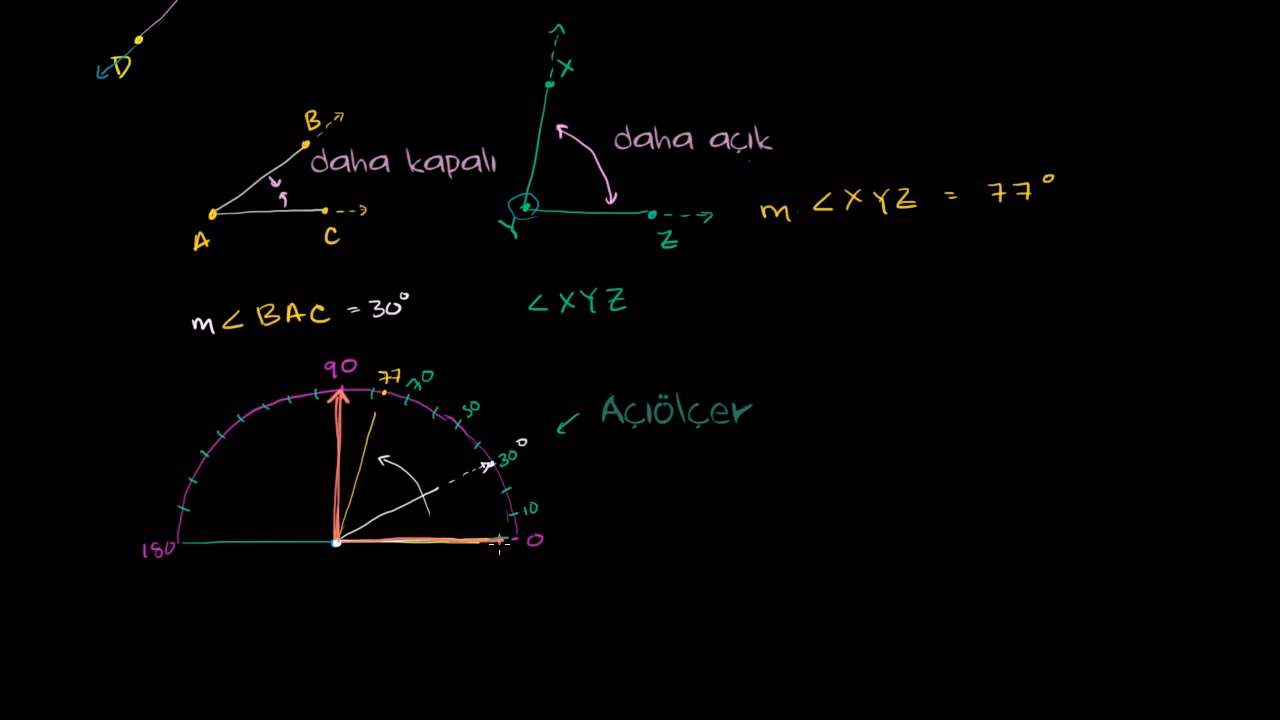 D
B
daha kapalı
A
C
X
daha açık
Y
Z
m ∠XYZ = 77°
m∠BAC = 30°
∠XYZ
90
77
70
50
30°
10
0
180
Açıölçer